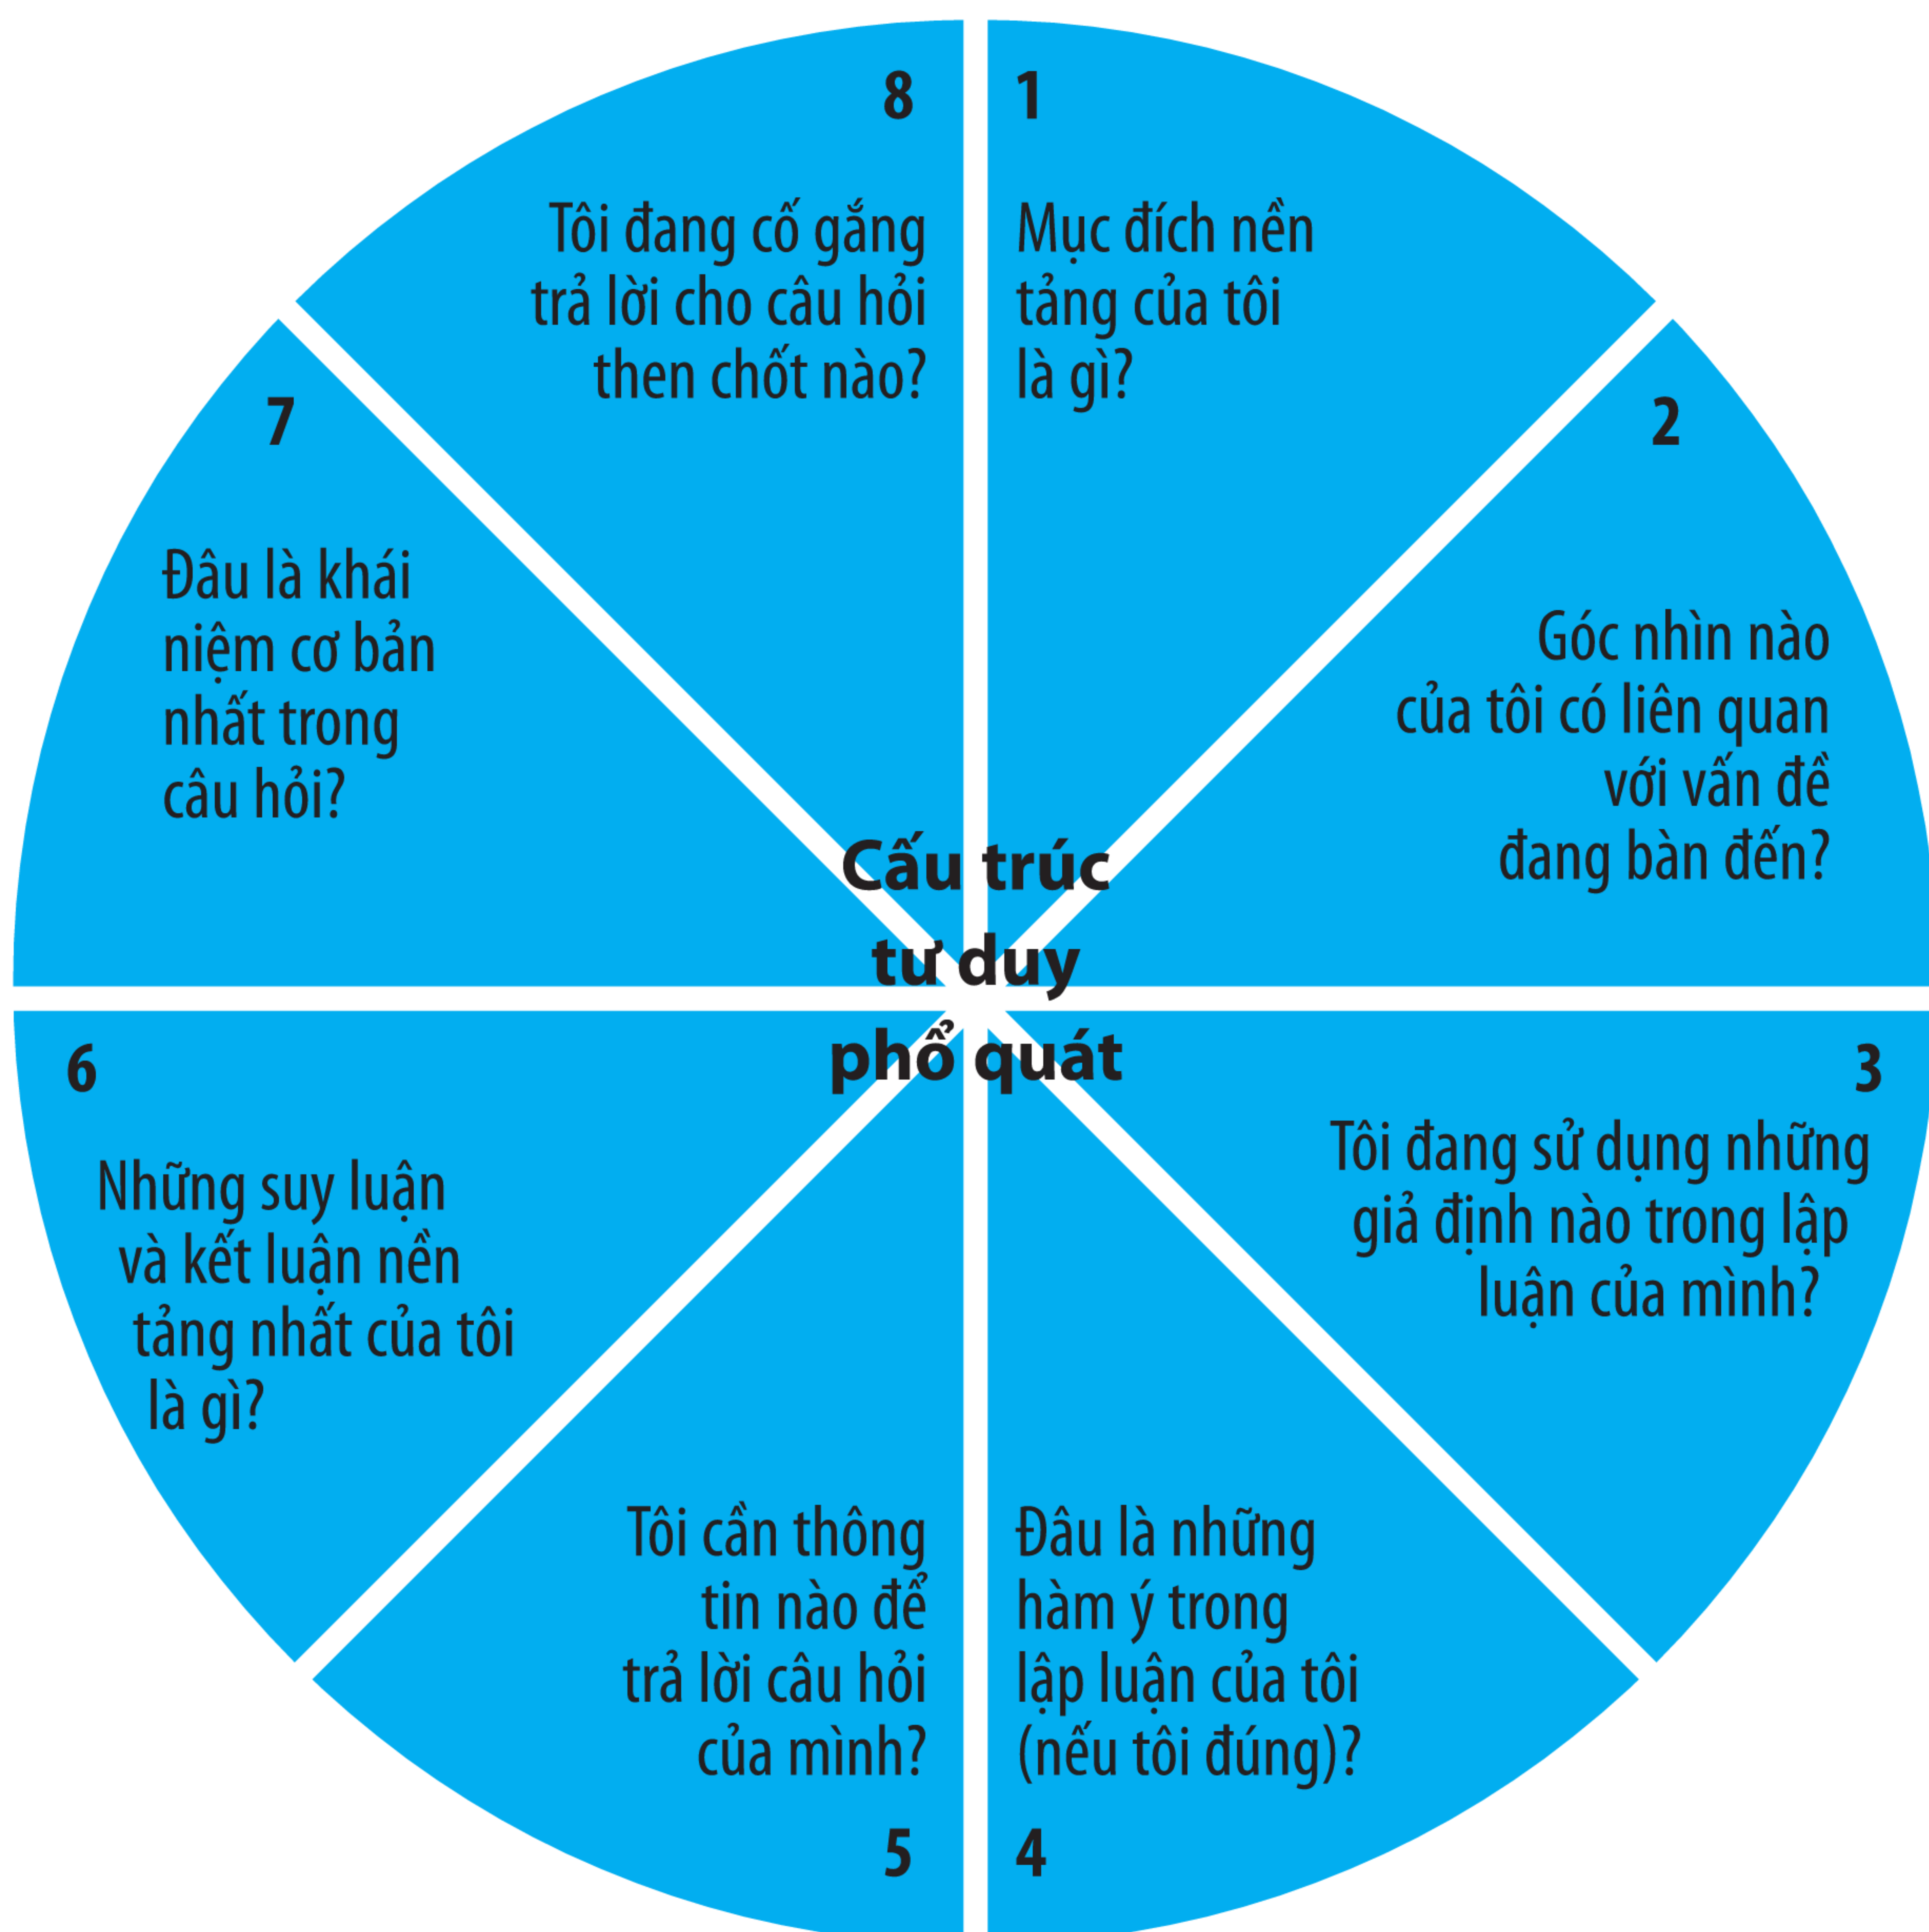 8
Tôi đang cố gắng
trả lời cho câu hỏi
then chốt nào?
1
Mục đích nền
tảng của tôi
là gì?
7
Đâu là khái
niệm cơ bản
nhất trong
câu hỏi?
2
Góc nhìn nào
của tôi có liên quan
với vấn đề
đang bàn đến?
Cấu trúc
tư duy
phổ quát
6
Những suy luận
và kết luận nền
tảng nhất của tôi
là gì?
3
Tôi đang sử dụng những
giả định nào trong lập
luận của mình?
Tôi cần thông
tin nào để
trả lời câu hỏi
của mình?
5
Đâu là những
hàm ý trong
lập luận của tôi
(nếu tôi đúng)?
4